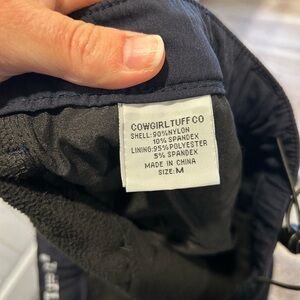 COWGIRLTUFFCO
SHELL: 90%NYLON
10% SPANDEX
LINING:95%POLYESTER
5% SPANDEX
MADE IN CHINA
SIZE: M